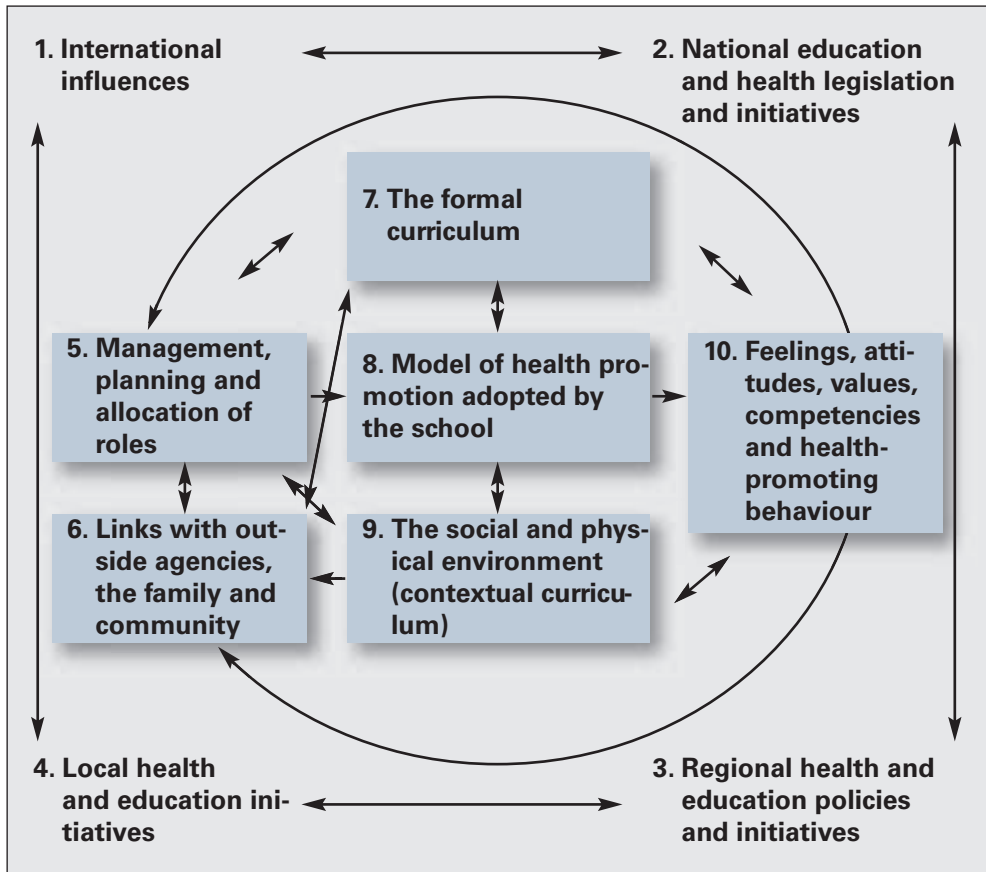 1. International
influences
2. National education
and health legislation
and initiatives
7. The formal
curriculum
5. Management,
planning and
allocation of
roles
8. Model of health pro-
motion adopted by
the school
10. Feelings, atti-
tudes, values,
competencies
and health-
promoting
behaviour
6. Links with out-
side agencies,
the family and
community
9. The social and phys-
ical environment
(contextual curricu-
lum)
4. Local health
and education ini-
tiatives
3. Regional health and
education policies
and initiatives